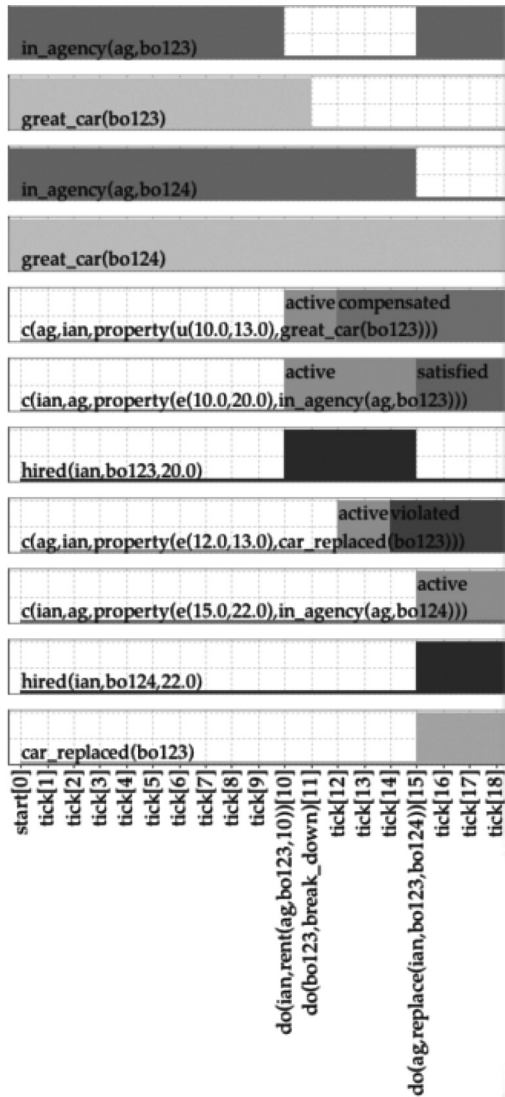 in_agency(ag,bo123)
great_car(bo123)
in_agency(ag,bo124)
great_car(bo124)
active compensated
c(ag,ian,property(u(10.0,13.0),great_car(bo123)))
active satisfied
c(ian,ag,property(e(10.0,20.0),in_agency(ag,bo123)))
hired(ian,bo123,20.0)
active violated
c(ag,ian,property(e(12.0,13.0),car_replaced(bo123)))
active
c(ian,ag,property(e(15.0,22.0),in_agency(ag,bo124)))
hired(ian,bo124,22.0)
car_replaced(bo123)
start[0]
tick[1]
tick[2]
tick[3]
tick[4]
tick[5]
tick[6]
tick[7]
tick[8]
tick[9]
do(ian,rent(ag,bo123,10))[10]
do(bo123,break_down)[11]
tick[12]
tick[13]
tick[14]
do(ag,replace(ian,bo123,bo124))[15]
tick[16]
tick[17]
tick[18]